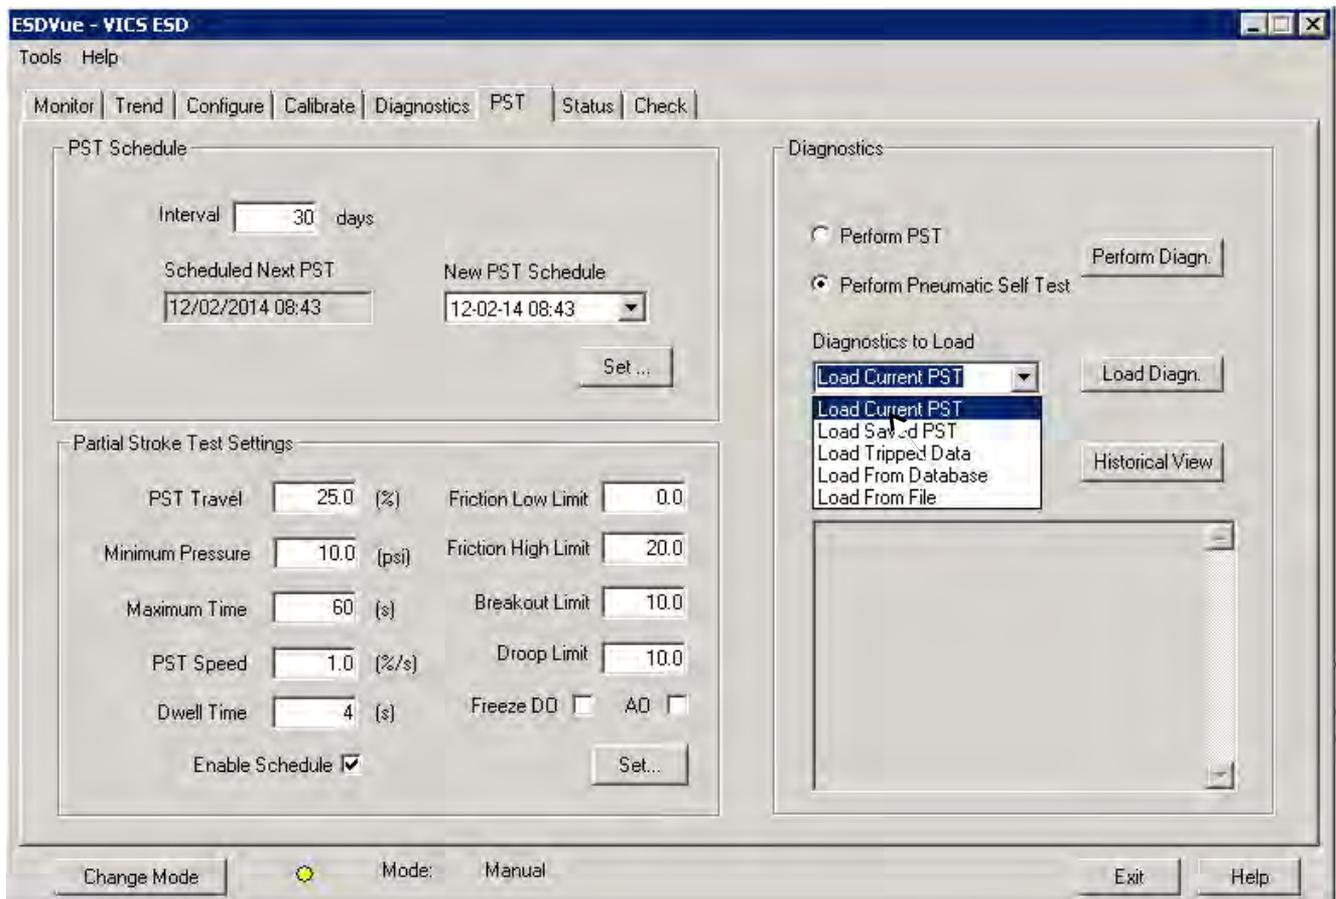 ESDVue - VICS ESD
Tools Help
Monitor Trend Configure Calibrate Diagnostics PST Status Check
PST Schedule
Interval 30 days
Scheduled Next PST
12/02/2014 08:43
New PST Schedule
12-02-14 08:43
Set ...
Partial Stroke Test Settings
PST Travel 25.0 (%)
Minimum Pressure 10.0 (psi)
Maximum Time 60 (s)
PST Speed 1.0 (%/s)
Dwell Time 4 (s)
Enable Schedule
Friction Low Limit 0.0
Friction High Limit 20.0
Breakout Limit 10.0
Droop Limit 10.0
Freeze DO AO
Set...
Diagnostics
Perform PST
Perform Pneumatic Self Test
Perform Diagn.
Diagnostics to Load
Load Current PST
Load Diagn.
Load Current PST
Load Saved PST
Load Tripped Data
Load From Database
Load From File
Historical View
Change Mode
Mode: Manual
Exit
Help